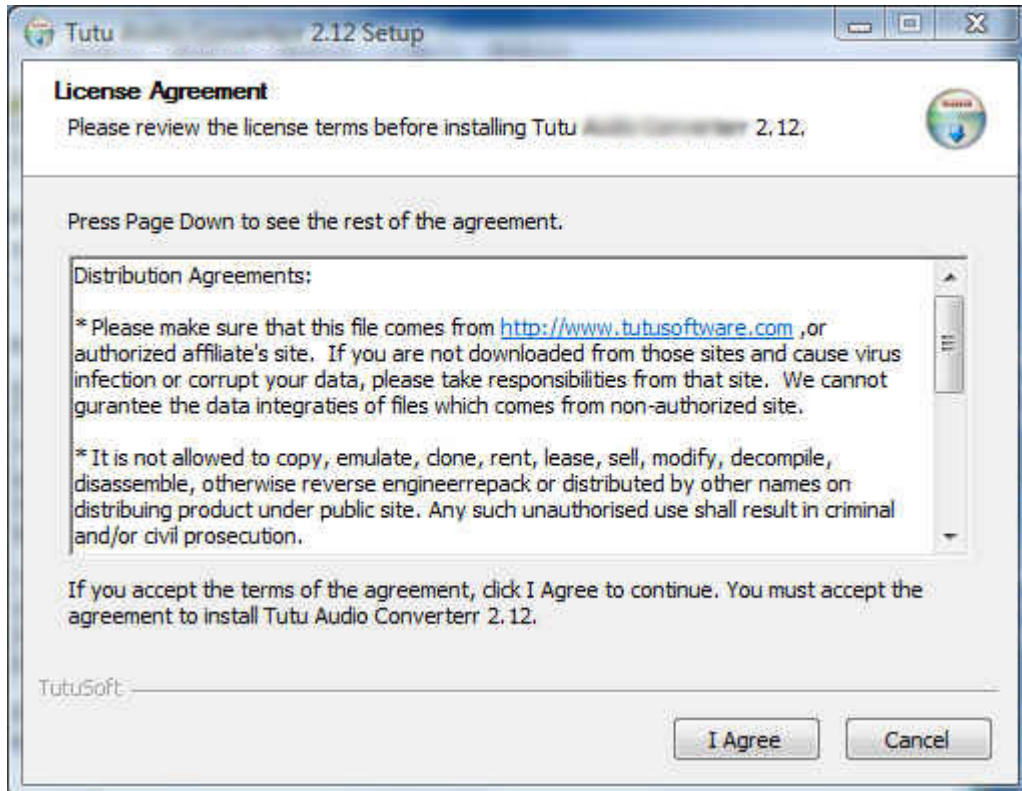 Tutu 2.12 Setup
License Agreement
Please review the license terms before installing Tutu 2.12.
Press Page Down to see the rest of the agreement.
Distribution Agreements:
* Please make sure that this file comes from http://www.tutusoftware.com ,or
authorized affiliate's site. If you are not downloaded from those sites and cause virus
infection or corrupt your data, please take responsibilities from that site. We cannot
gurantee the data integraties of files which comes from non-authorized site.
* It is not allowed to copy, emulate, clone, rent, lease, sell, modify, decompile,
disassemble, otherwise reverse engineerrepack or distributed by other names on
distribuing product under public site. Any such unauthorised use shall result in criminal
and/or civil prosecution.
If you accept the terms of the agreement, click I Agree to continue. You must accept the
agreement to install Tutu Audio Converterr 2.12.
TutuSoft
I Agree
Cancel